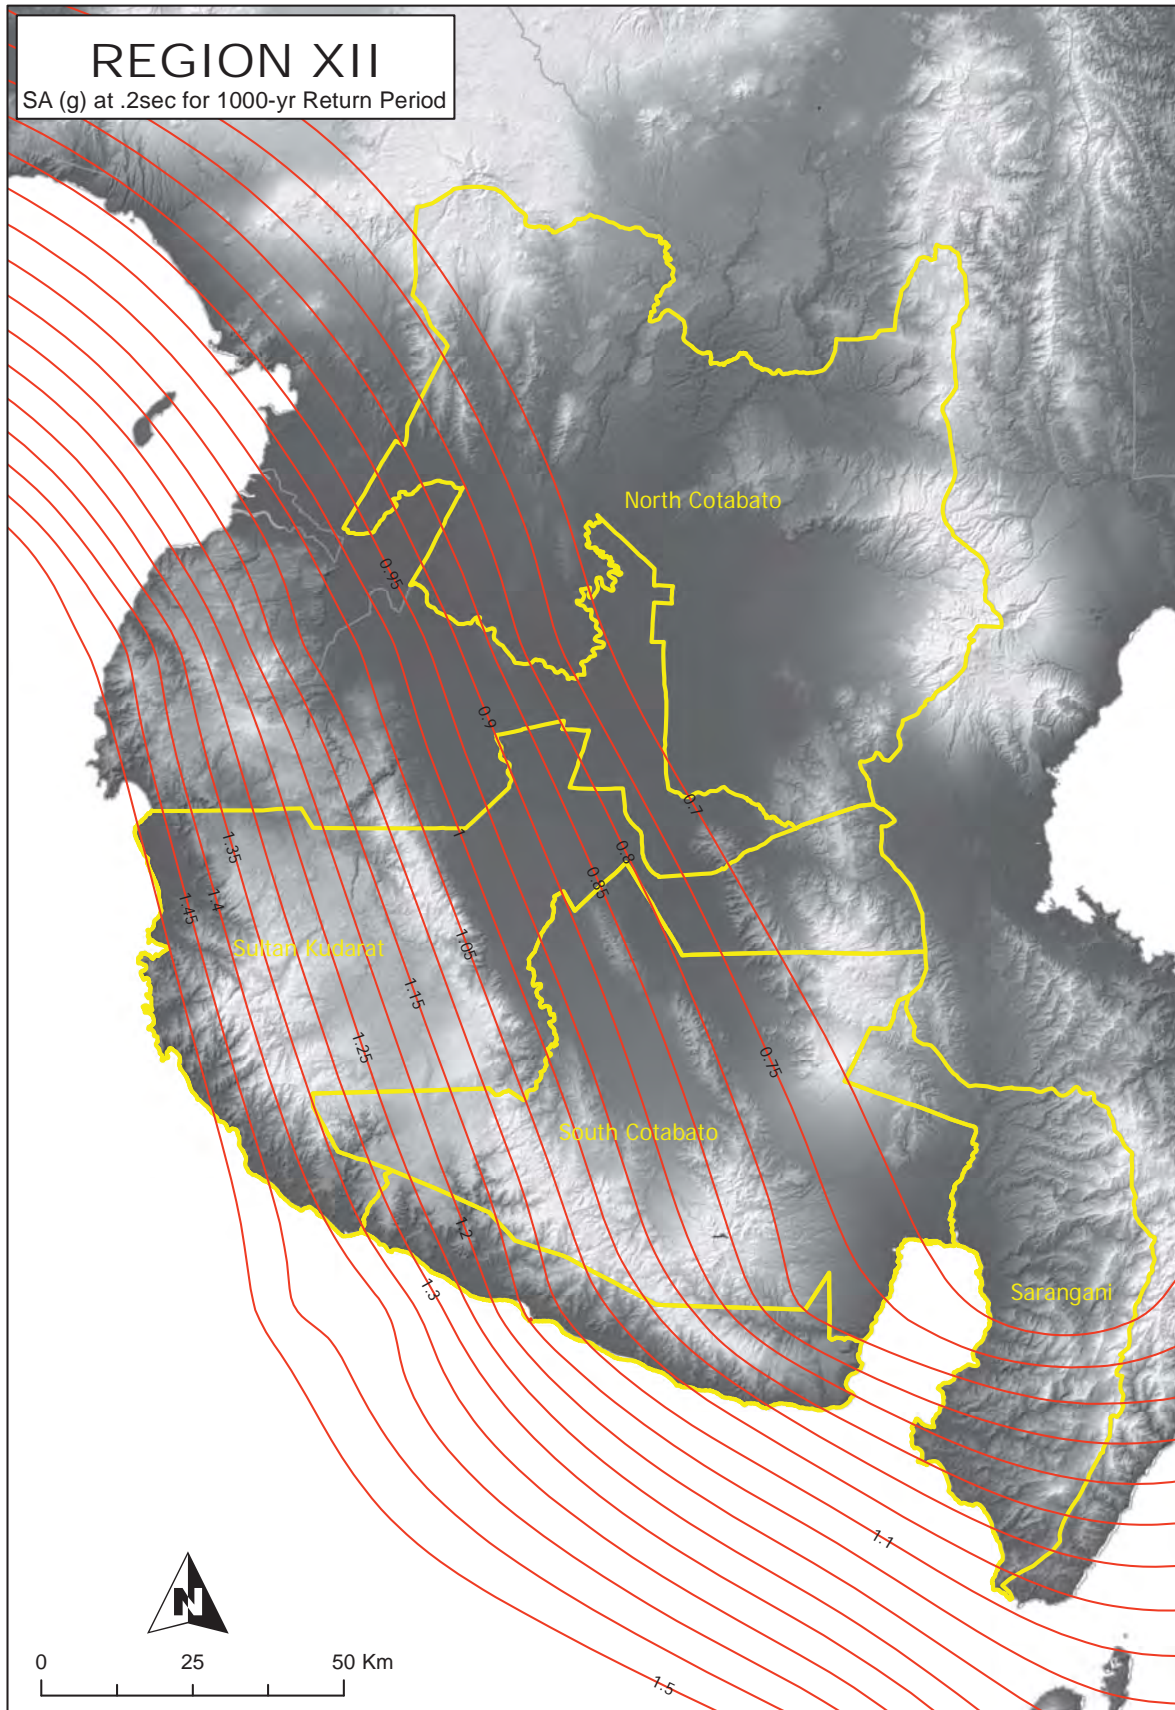 REGION XII
SA (g) at .2sec for 1000-yr Return Period
North Cotabato
0.95
0.9
0.7
1
0.8
1.35
0.85
1.4
1.45
Sultan Kudarat
1.05
1.15
1.25
0.75
South Cotabato
1.2
1.3
Sarangani
1.1
N
0 25 50 Km
1.5